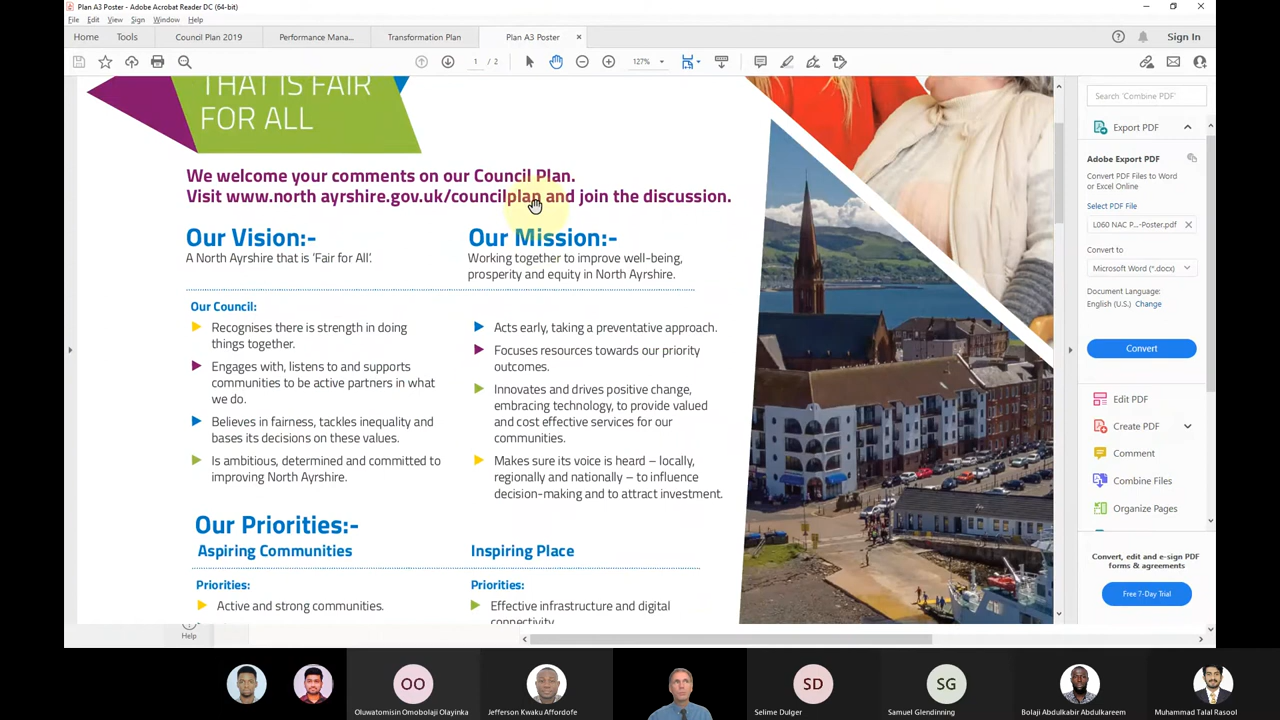 Plan A3 Poster - Adobe Acrobat Reader DC (64-bit)
File Edit View Sign Window Help
Home Tools Council Plan 2019 Performance Mana... Transformation Plan Plan A3 Poster × Sign In
1 / 2 127%
THAT IS FAIR
FOR ALL
We welcome your comments on our Council Plan.
Visit www.north ayrshire.gov.uk/councilplan and join the discussion.
Our Vision:-
A North Ayrshire that is ‘Fair for All’.
Our Mission:-
Working together to improve well-being,
prosperity and equity in North Ayrshire.
Our Council:
Recognises there is strength in doing
things together.
Engages with, listens to and supports
communities to be active partners in what
we do.
Believes in fairness, tackles inequality and
bases its decisions on these values.
Is ambitious, determined and committed to
improving North Ayrshire.
Acts early, taking a preventative approach.
Focuses resources towards our priority
outcomes.
Innovates and drives positive change,
embracing technology, to provide valued
and cost effective services for our
communities.
Makes sure its voice is heard – locally,
regionally and nationally – to influence
decision-making and to attract investment.
Our Priorities:-
Aspiring Communities
Priorities:
Active and strong communities.
Inspiring Place
Priorities:
Effective infrastructure and digital
connectivity.
Help
Search 'Combine PDF'
Export PDF
Adobe Export PDF
Convert PDF Files to Word
or Excel Online
Select PDF File
L060 NAC P...-Poster.pdf
Convert to
Microsoft Word (*.docx)
Document Language:
English (U.S.) Change
Convert
Edit PDF
Create PDF
Comment
Combine Files
Organize Pages
Convert, edit and e-sign PDF
forms & agreements
Free 7-Day Trial
OO
SD
SG
Oluwatomisin Omobolaji Olayinka
Jefferson Kwaku Affordofe
Selime Dulger
Samuel Glendinning
Bolaji Abdulkabir Abdulkareem
Muhammad Talal Rasool